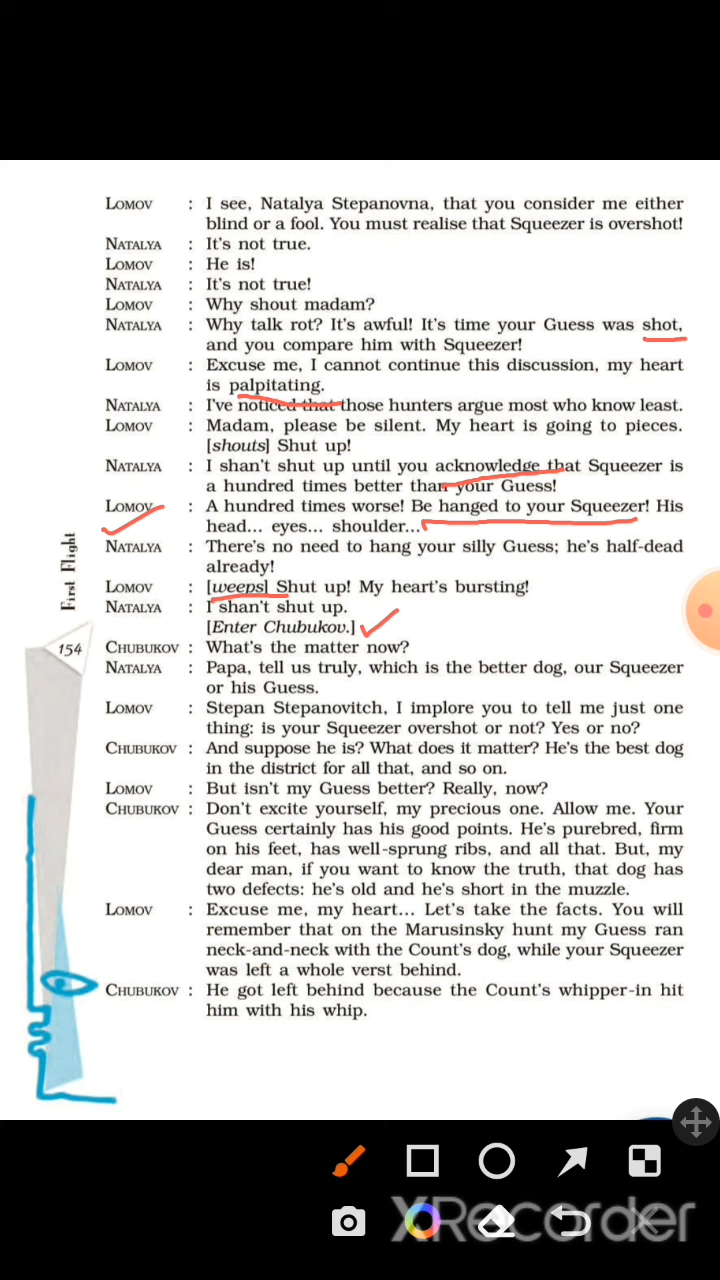 LOMOV : I see, Natalya Stepanovna, that you consider me either
blind or a fool. You must realise that Squeezer is overshot!
NATALYA : It's not true.
LOMOV : He is!
NATALYA : It's not true!
LOMOV : Why shout madam?
NATALYA : Why talk rot? It's awful! It's time your Guess was shot,
and you compare him with Squeezer!
LOMOV : Excuse me, I cannot continue this discussion, my heart
is palpitating.
NATALYA : I've noticed that those hunters argue most who know least.
LOMOV : Madam, please be silent. My heart is going to pieces.
[shouts] Shut up!
NATALYA : I shan't shut up until you acknowledge that Squeezer is
a hundred times better than your Guess!
LOMOV : A hundred times worse! Be hanged to your Squeezer! His
head... eyes... shoulder...
NATALYA : There's no need to hang your silly Guess; he's half-dead
already!
LOMOV : [weeps] Shut up! My heart's bursting!
NATALYA : I shan't shut up.
[Enter Chubukov.]
CHUBUKOV : What's the matter now?
NATALYA : Papa, tell us truly, which is the better dog, our Squeezer
or his Guess.
LOMOV : Stepan Stepanovitch, I implore you to tell me just one
thing: is your Squeezer overshot or not? Yes or no?
CHUBUKOV : And suppose he is? What does it matter? He's the best dog
in the district for all that, and so on.
LOMOV : But isn't my Guess better? Really, now?
CHUBUKOV : Don't excite yourself, my precious one. Allow me. Your
Guess certainly has his good points. He's purebred, firm
on his feet, has well-sprung ribs, and all that. But, my
dear man, if you want to know the truth, that dog has
two defects: he's old and he's short in the muzzle.
LOMOV : Excuse me, my heart... Let's take the facts. You will
remember that on the Marusinsky hunt my Guess ran
neck-and-neck with the Count's dog, while your Squeezer
was left a whole verst behind.
CHUBUKOV : He got left behind because the Count's whipper-in hit
him with his whip.
First Flight
154
XRecorder